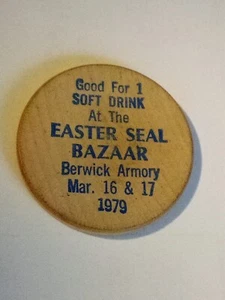 Good For 1
SOFT DRINK
At The
EASTER SEAL
BAZAAR
Berwick Armory
Mar. 16 & 17
1979